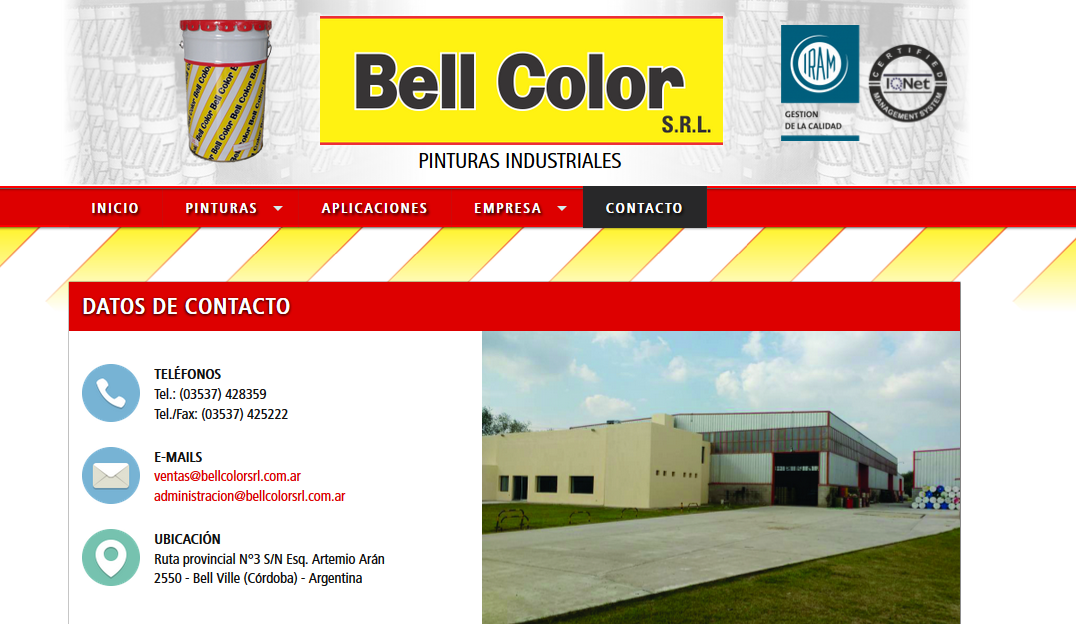 Bell Color
S.R.L.
PINTURAS INDUSTRIALES
IRAM
GESTION
DE LA CALIDAD
CERTIFIED
IQNet
MANAGEMENT SYSTEM
INICIO
PINTURAS
APLICACIONES
EMPRESA
CONTACTO
DATOS DE CONTACTO
TELÉFONOS
Tel.: (03537) 428359
Tel./Fax: (03537) 425222
E-MAILS
ventas@bellcolorsrl.com.ar
administracion@bellcolorsrl.com.ar
UBICACIÓN
Ruta provincial Nº3 S/N Esq. Artemio Arán
2550 - Bell Ville (Córdoba) - Argentina